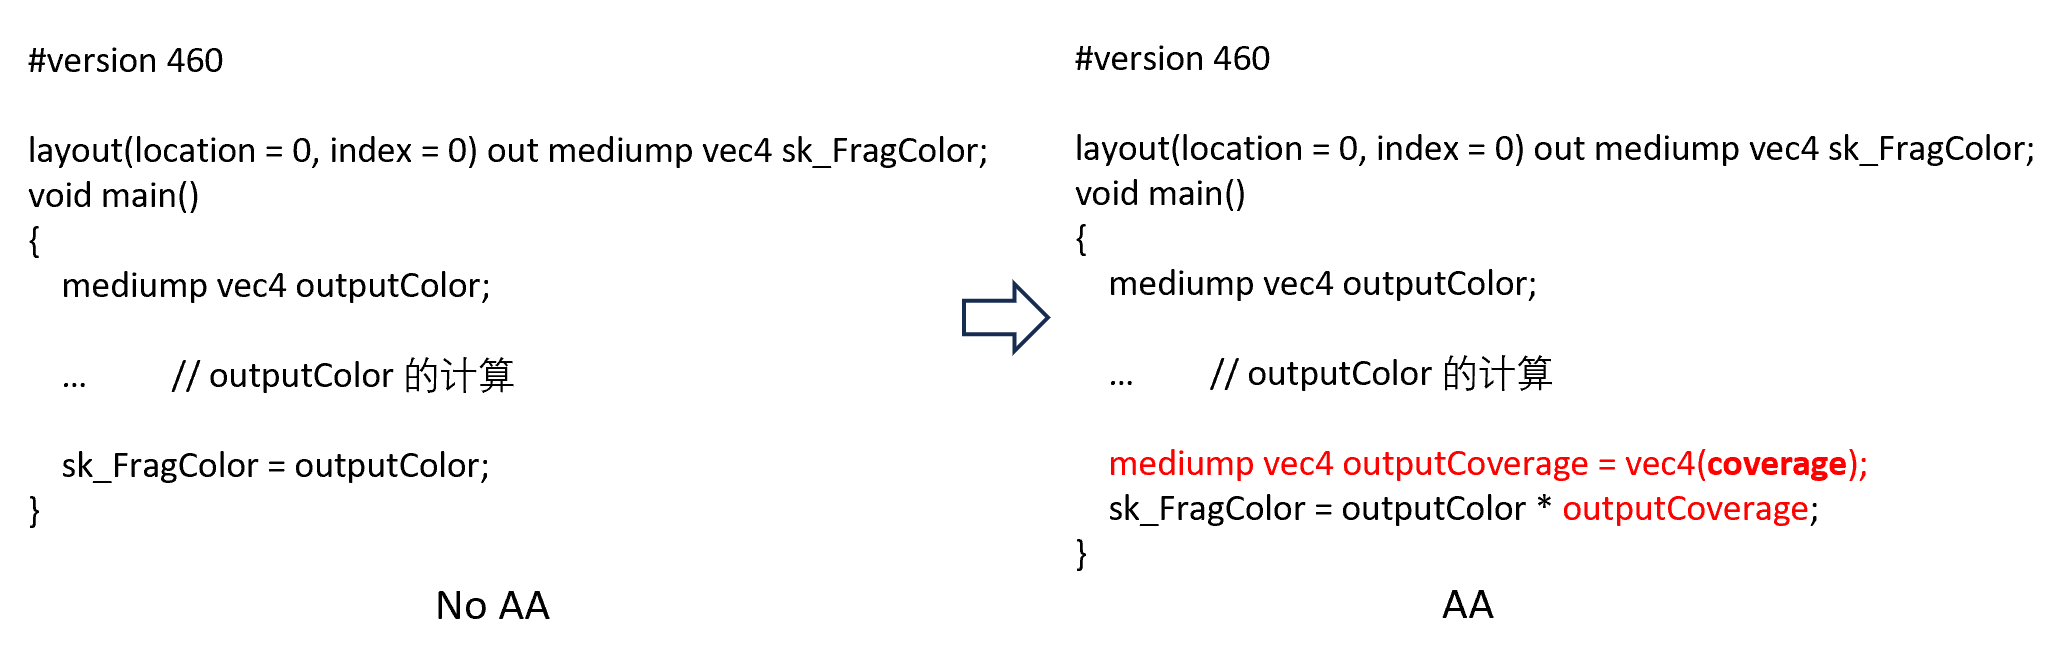 #version 460
layout(location = 0, index = 0) out mediump vec4 sk_FragColor;
void main()
{
mediump vec4 outputColor;
... // outputColor 的计算
sk_FragColor = outputColor;
}
No AA
#version 460
layout(location = 0, index = 0) out mediump vec4 sk_FragColor;
void main()
{
mediump vec4 outputColor;
... // outputColor 的计算
mediump vec4 outputCoverage = vec4(coverage);
sk_FragColor = outputColor * outputCoverage;
}
AA